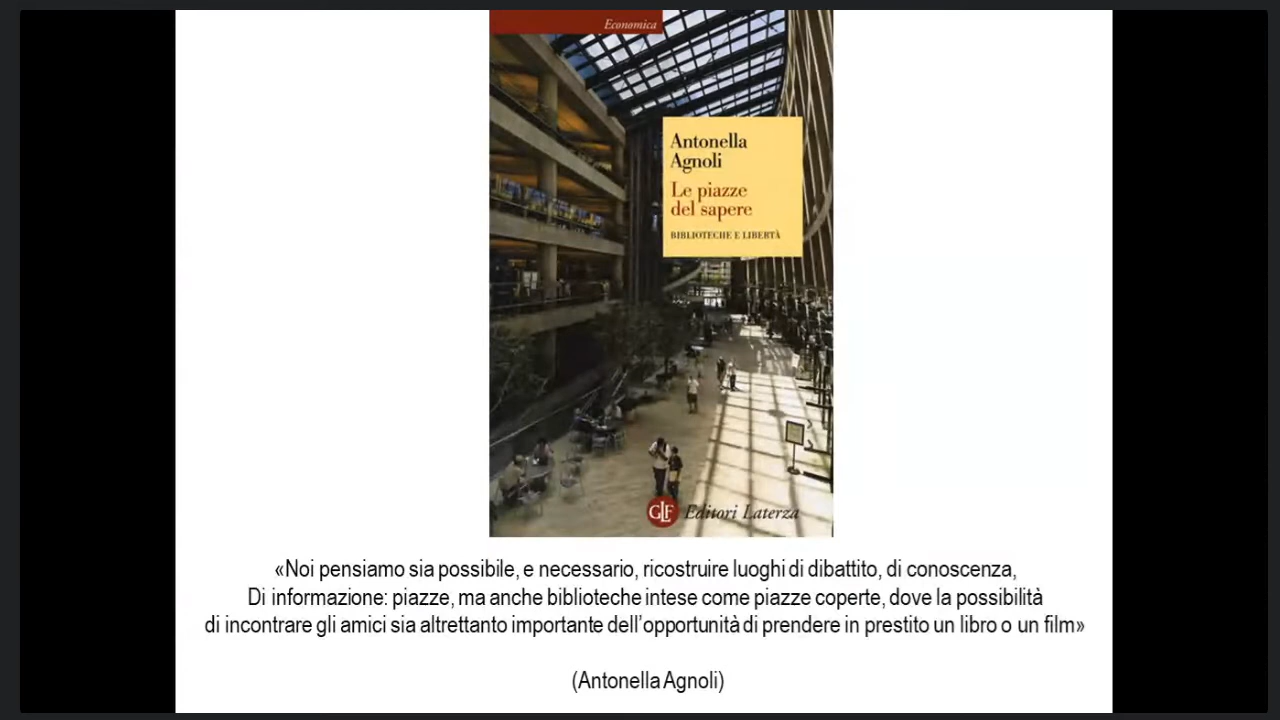 Economica
Antonella
Agnoli
Le piazze
del sapere
BIBLIOTECHE E LIBERTÀ
GLF Editori Laterza
«Noi pensiamo sia possibile, e necessario, ricostruire luoghi di dibattito, di conoscenza,
Di informazione: piazze, ma anche biblioteche intese come piazze coperte, dove la possibilità
di incontrare gli amici sia altrettanto importante dell’opportunità di prendere in prestito un libro o un film»
(Antonella Agnoli)